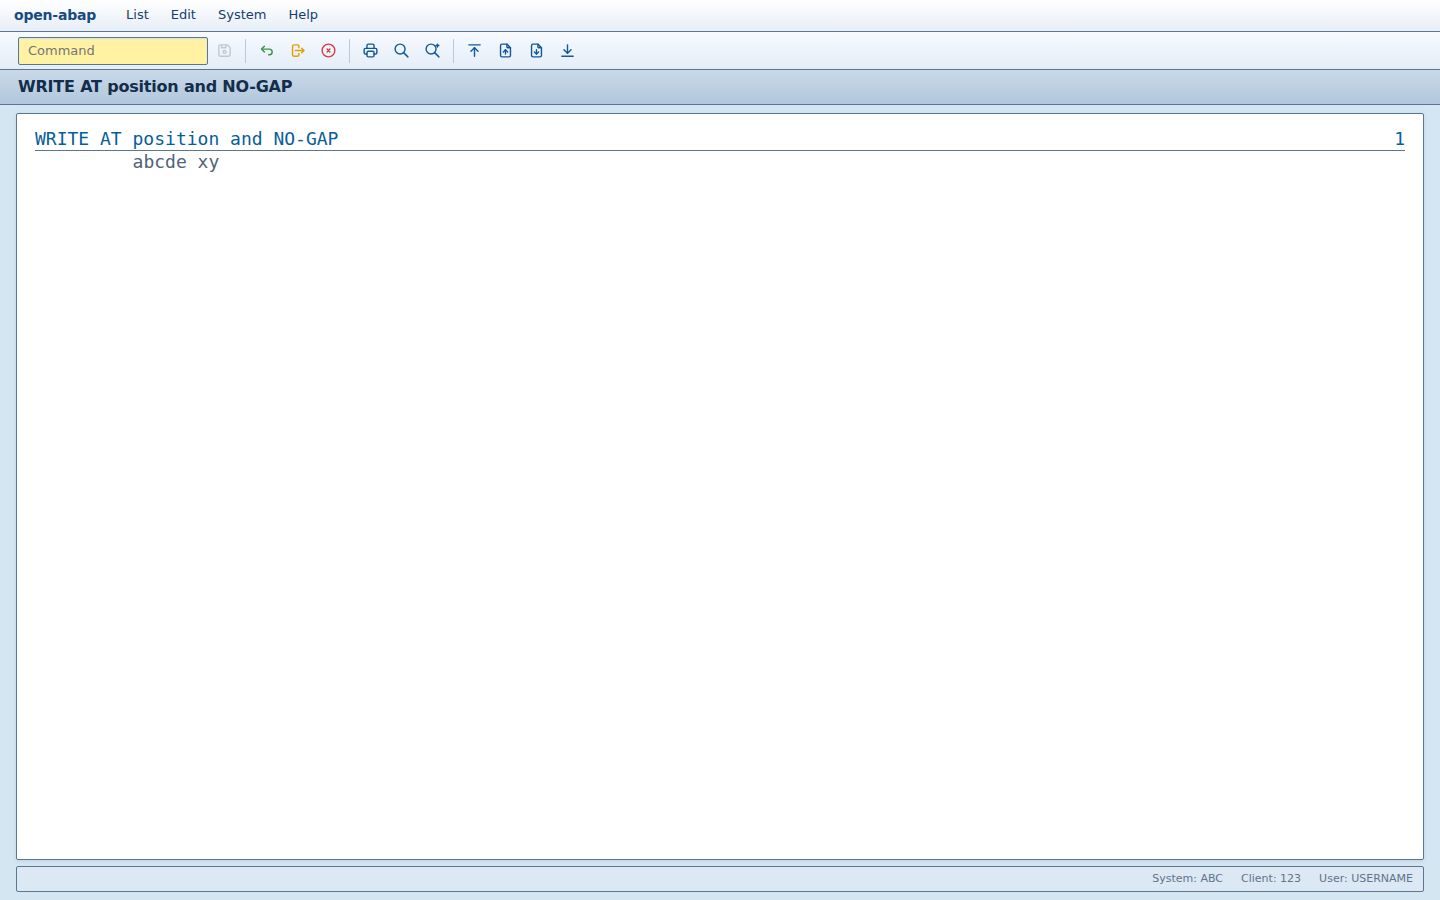 open-abap List Edit System Help
Command
WRITE AT position and NO-GAP
WRITE AT position and NO-GAP 1
abcde xy
System: ABC Client: 123 User: USERNAME